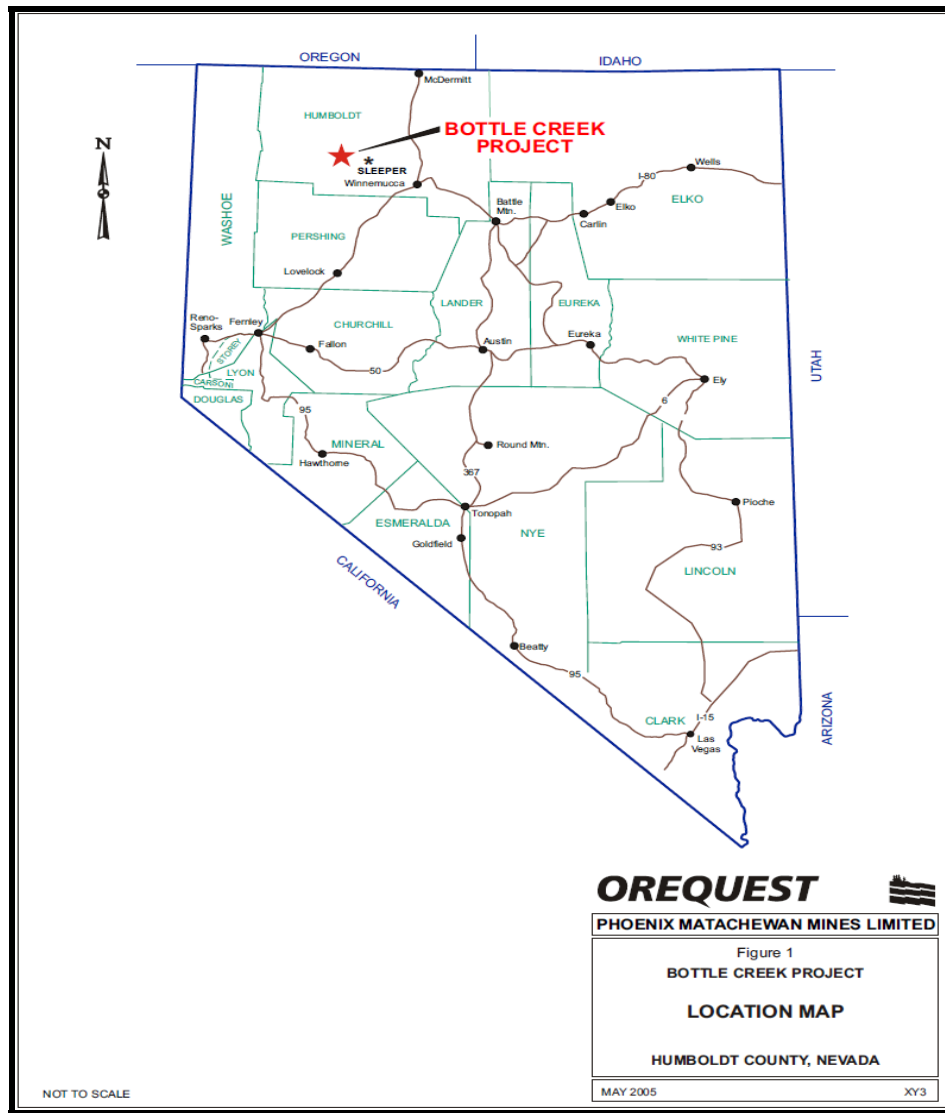 OREGON
IDAHO
McDermitt
HUMBOLDT
BOTTLE CREEK
PROJECT
N
*
SLEEPER
Winnemucca
Wells
I-80
ELKO
Elko
Carlin
Battle
Mtn.
WASHOE
PERSHING
Lovelock
LANDER
EUREKA
Reno-
Sparks
Fernley
CHURCHILL
Fallon
Austin
Eureka
WHITE PINE
UTAH
STOREY
LYON
50
Ely
CARSON
DOUGLAS
95
6
MINERAL
Round Mtn.
Hawthorne
367
Pioche
Tonopah
ESMERALDA
NYE
Goldfield
93
LINCOLN
CALIFORNIA
Beatty
95
ARIZONA
CLARK
I-15
Las
Vegas
OREQUEST
PHOENIX MATACHEWAN MINES LIMITED
Figure 1
BOTTLE CREEK PROJECT
LOCATION MAP
HUMBOLDT COUNTY, NEVADA
NOT TO SCALE
MAY 2005
XY3